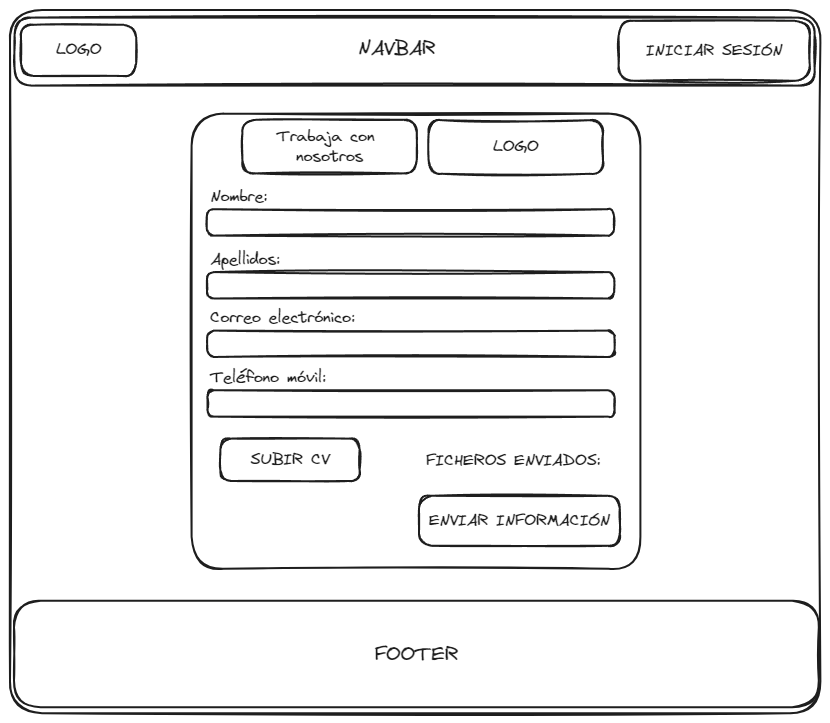 LOGO
NAVBAR
INICIAR SESIÓN
Trabaja con
nosotros
LOGO
Nombre:
Apellidos:
Correo electrónico:
Teléfono móvil:
SUBIR CV
FICHEROS ENVIADOS:
ENVIAR INFORMACIÓN
FOOTER